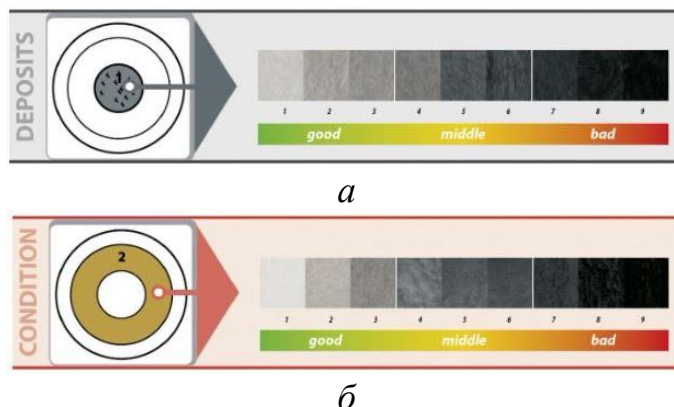 DEPOSITS
1
1 2 3 4 5 6 7 8 9
good middle bad
а
CONDITION
2
1 2 3 4 5 6 7 8 9
good middle bad
б